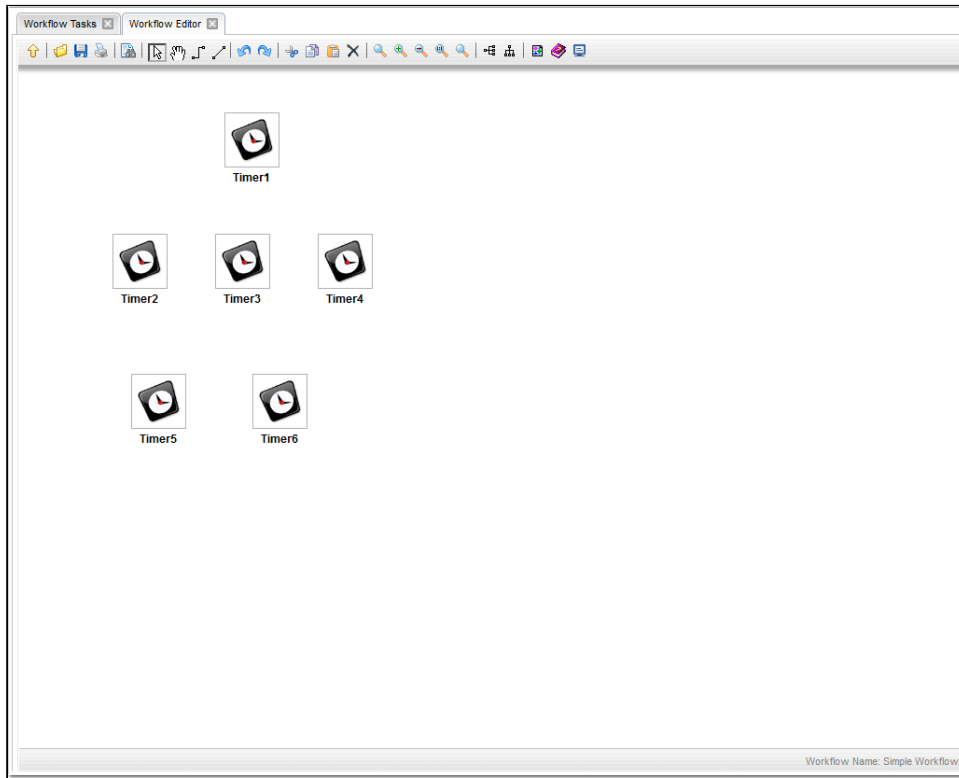 Workflow Tasks Workflow Editor
Timer1
Timer2 Timer3 Timer4
Timer5 Timer6
Workflow Name: Simple Workflow